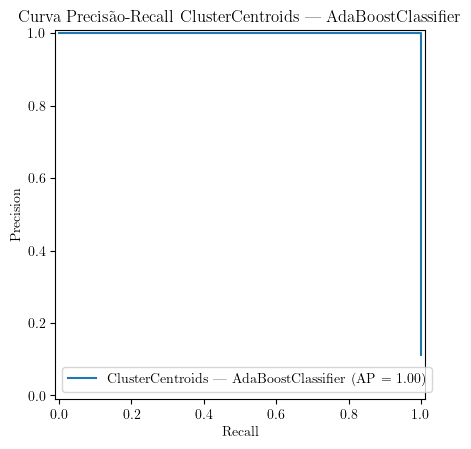 Curva Precisão-Recall ClusterCentroids — AdaBoostClassifier
1.0
0.8
0.6
0.4
0.2
0.0
Precision
ClusterCentroids — AdaBoostClassifier (AP = 1.00)
0.0 0.2 0.4 0.6 0.8 1.0
Recall